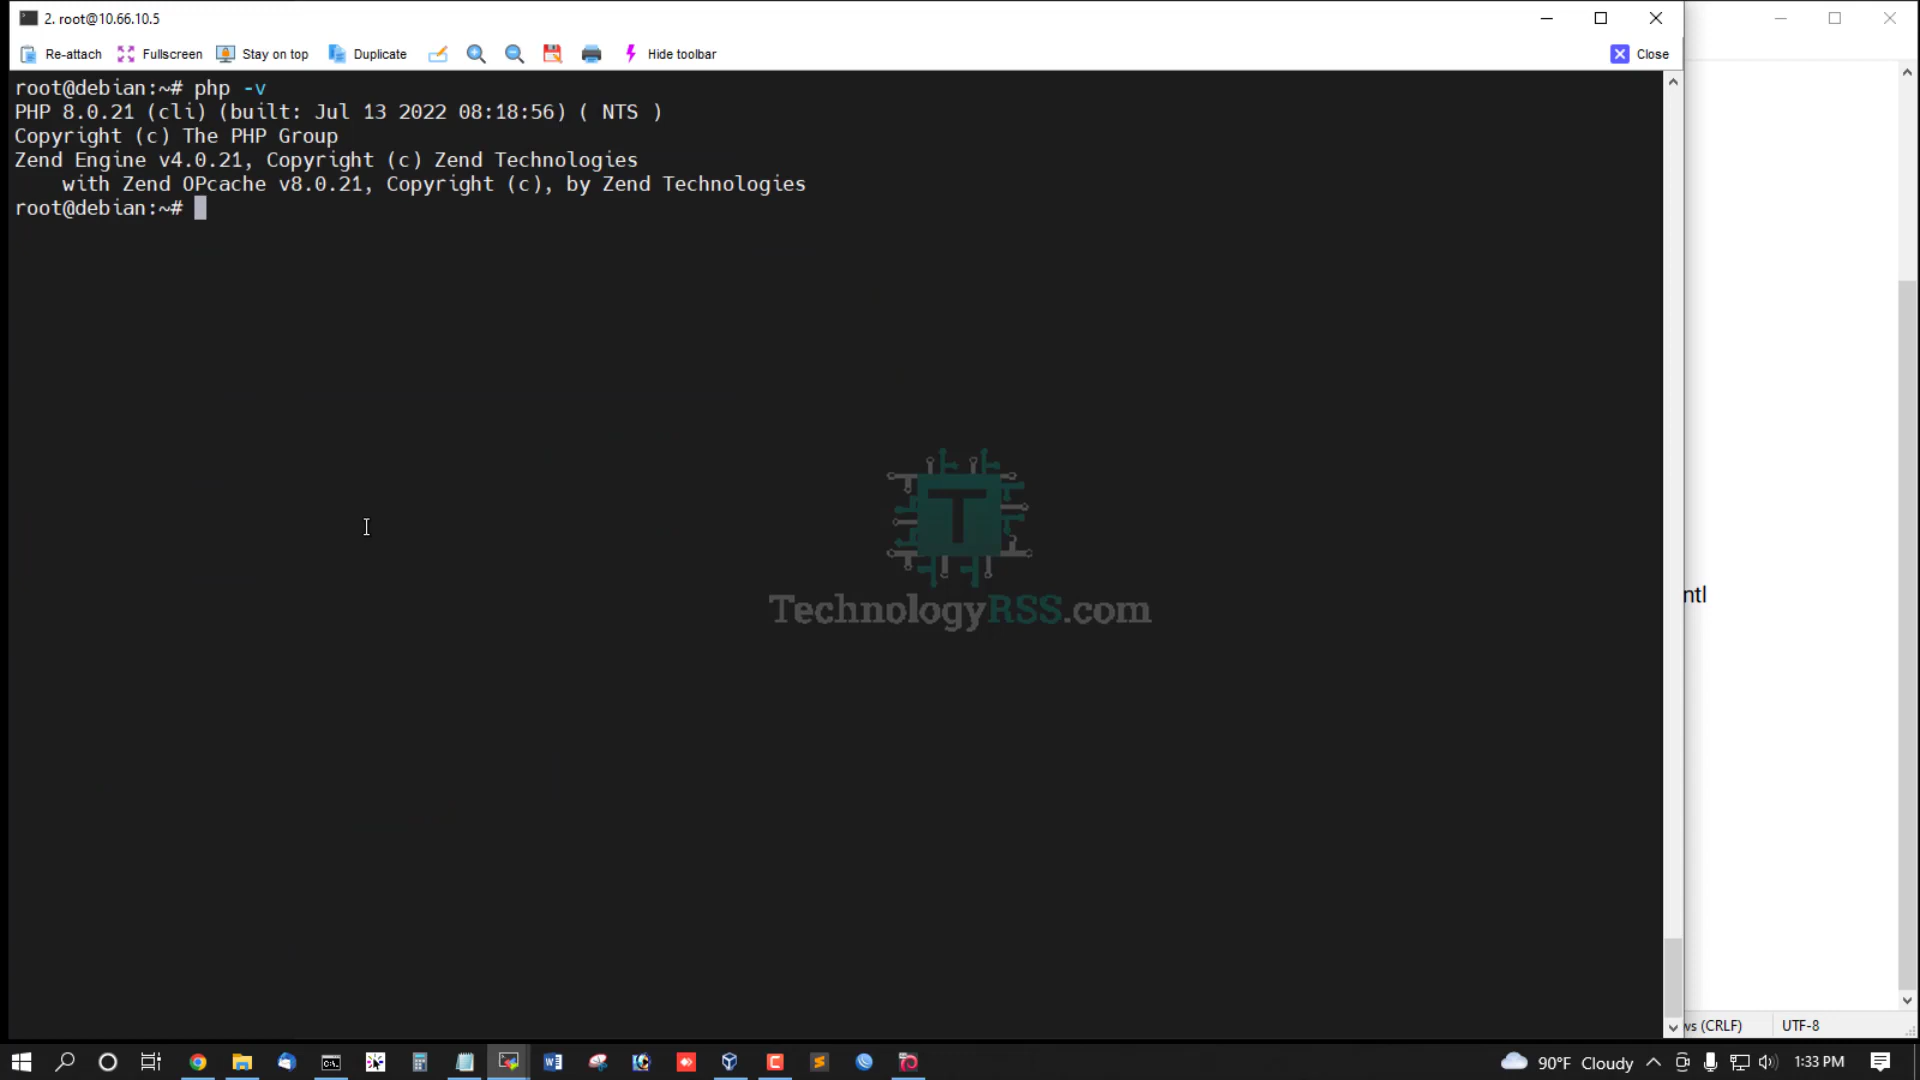 2. root@10.66.10.5
Re-attach Fullscreen Stay on top Duplicate Hide toolbar Close
root@debian:~# php -v
PHP 8.0.21 (cli) (built: Jul 13 2022 08:18:56) ( NTS )
Copyright (c) The PHP Group
Zend Engine v4.0.21, Copyright (c) Zend Technologies
with Zend OPcache v8.0.21, Copyright (c), by Zend Technologies
root@debian:~#
T
ntl
TechnologyRSS.com
ws (CRLF) UTF-8
90°F Cloudy 1:33 PM